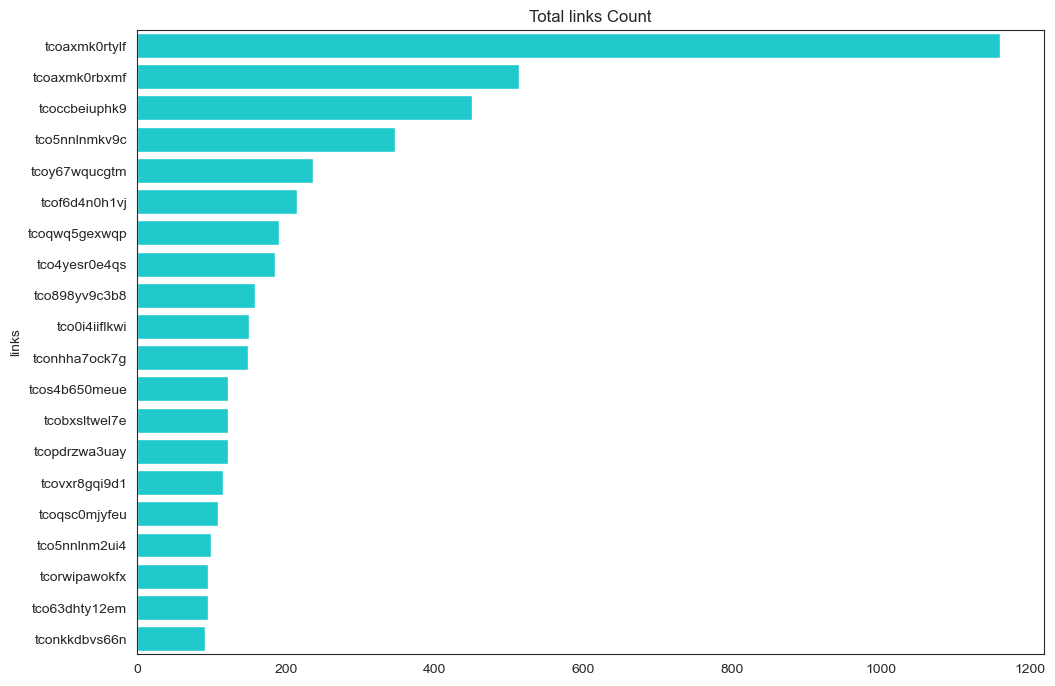 Total links Count
tcoaxmk0rtylf
tcoaxmk0rbxmf
tcoccbeiuphk9
tco5nnlnmkv9c
tcoy67wqucgtm
tcof6d4n0h1vj
tcoqwq5gexwqp
tco4yesr0e4qs
tco898yv9c3b8
tco0i4iiflkwi
tconhha7ock7g
tcos4b650meue
tcobxsltwel7e
tcopdrzwa3uay
tcovxr8gqi9d1
tcoqsc0mjyfeu
tco5nnlnm2ui4
tcorwipawokfx
tco63dhty12em
tconkkdbvs66n
links
0 200 400 600 800 1000 1200